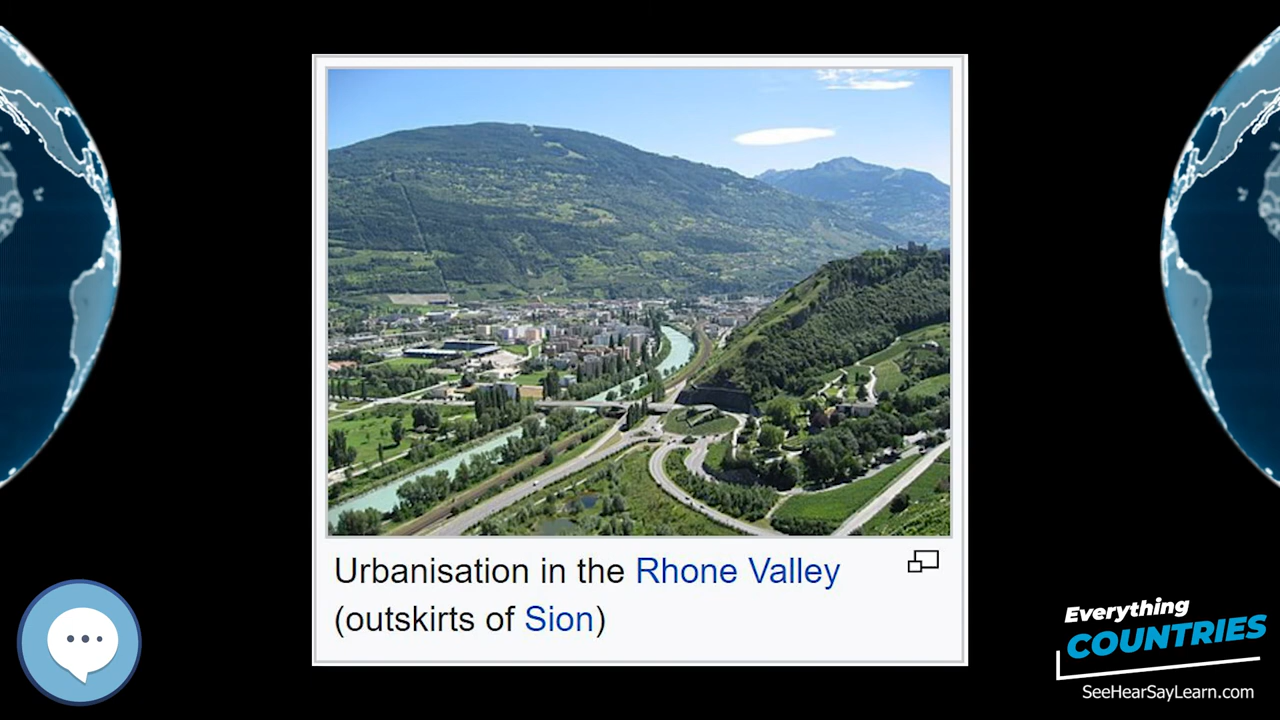 Urbanisation in the Rhone Valley
(outskirts of Sion)
Everything
COUNTRIES
SeeHearSayLearn.com